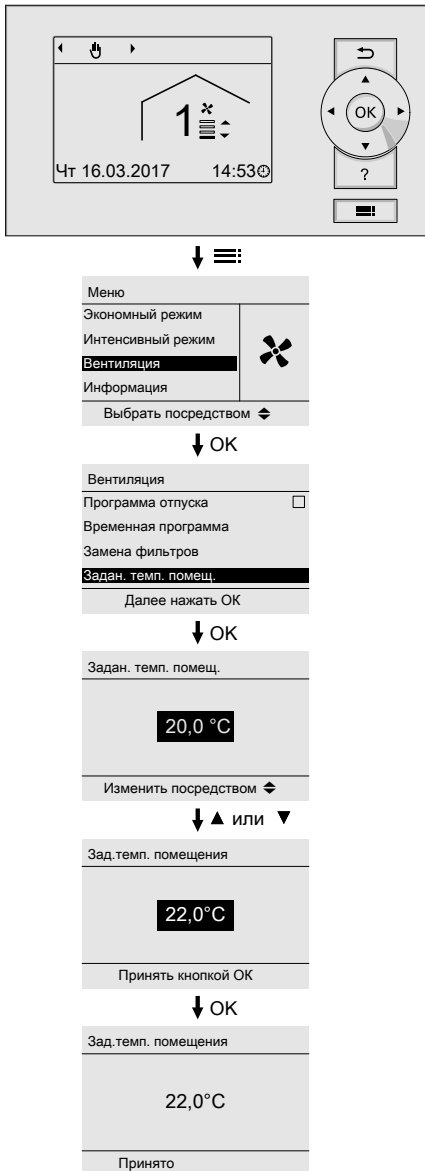 1
Чт 16.03.2017 14:53
OK
?
Меню
Экономный режим
Интенсивный режим
Вентиляция
Информация
Выбрать посредством
OK
Вентиляция
Программа отпуска
Временная программа
Замена фильтров
Задан. темп. помещ.
Далее нажать ОК
OK
Задан. темп. помещ.
20,0 °C
Изменить посредством
или
Зад.темп. помещения
22,0°C
Принять кнопкой ОК
OK
Зад.темп. помещения
22,0°C
Принято